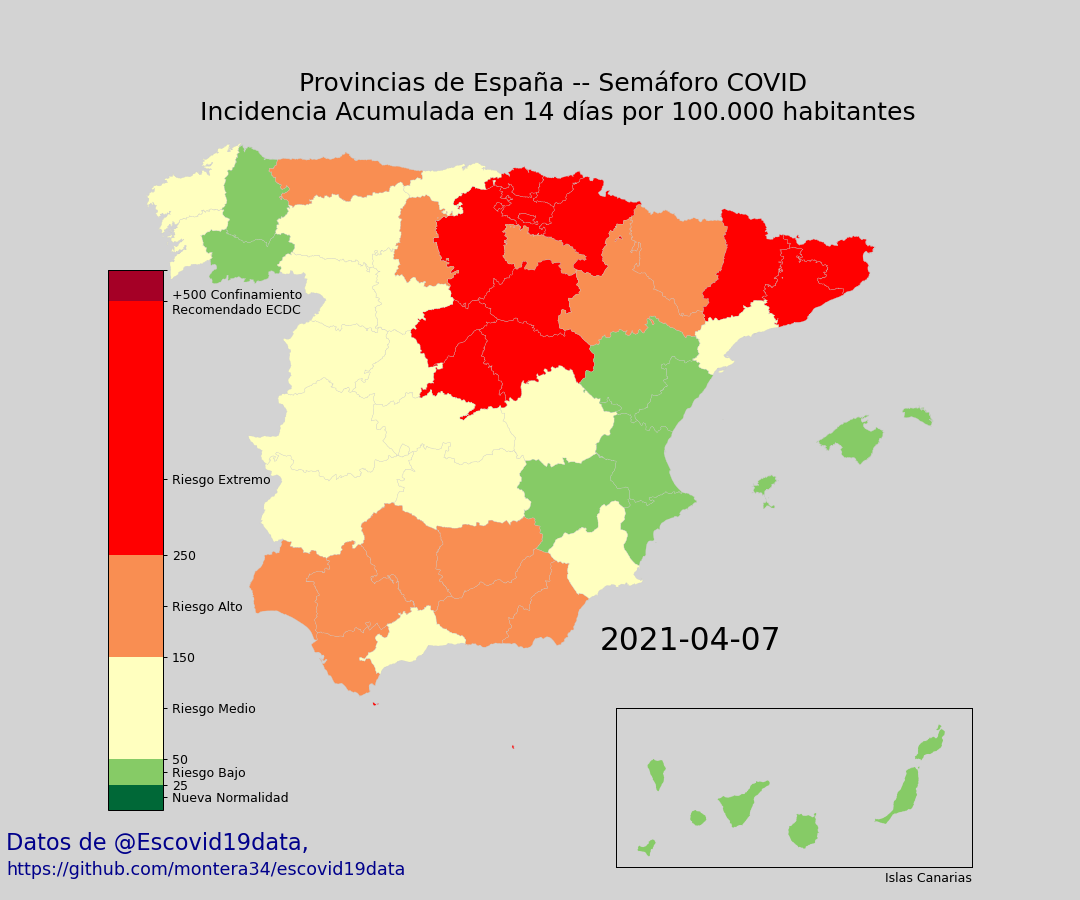 Provincias de España -- Semáforo COVID
Incidencia Acumulada en 14 días por 100.000 habitantes
+500 Confinamiento
Recomendado ECDC
Riesgo Extremo
250
Riesgo Alto
150
Riesgo Medio
50
Riesgo Bajo
25
Nueva Normalidad
2021-04-07
Islas Canarias
Datos de @Escovid19data,
https://github.com/montera34/escovid19data